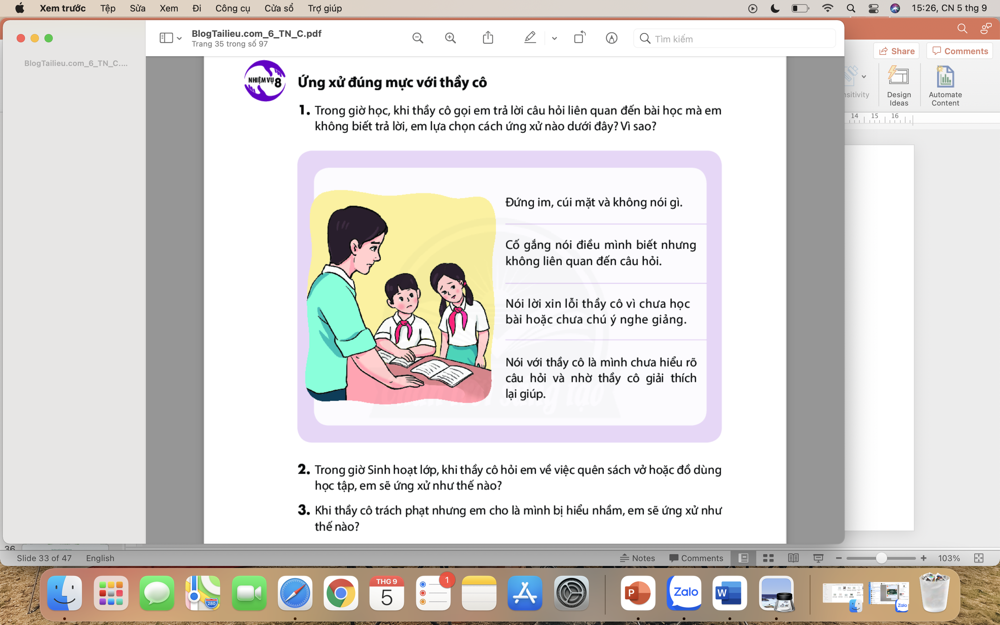 Xem trước Tệp Sửa Xem Đi Công cụ Cửa sổ Trợ giúp 15:26, CN 5 thg 9
BlogTailieu.com_6_TN_C.pdf
Trang 35 trong số 97
Tìm kiếm
BlogTailieu.com_6_TN_C....
Share Comments
nsitivity
Design
Ideas
Automate
Content
14 15 16
NHIỆM VỤ 8
Ứng xử đúng mực với thầy cô
1. Trong giờ học, khi thầy cô gọi em trả lời câu hỏi liên quan đến bài học mà em
không biết trả lời, em lựa chọn cách ứng xử nào dưới đây? Vì sao?
Đứng im, cúi mặt và không nói gì.
Cố gắng nói điều mình biết nhưng
không liên quan đến câu hỏi.
Nói lời xin lỗi thầy cô vì chưa học
bài hoặc chưa chú ý nghe giảng.
Nói với thầy cô là mình chưa hiểu rõ
câu hỏi và nhờ thầy cô giải thích
lại giúp.
2. Trong giờ Sinh hoạt lớp, khi thầy cô hỏi em về việc quên sách vở hoặc đồ dùng
học tập, em sẽ ứng xử như thế nào?
3. Khi thầy cô trách phạt nhưng em cho là mình bị hiểu nhầm, em sẽ ứng xử như
thế nào?
36
Slide 33 of 47 English Notes Comments 103%
THG 9
5
1
280
P
Zalo
W
Zalo